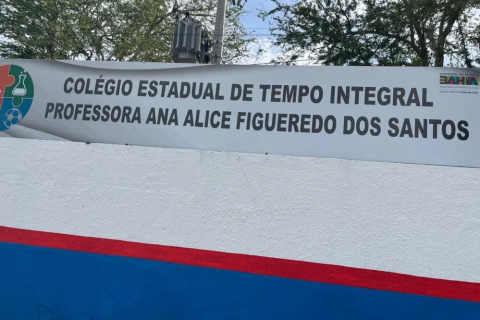 COLÉGIO ESTADUAL DE TEMPO INTEGRAL
PROFESSORA ANA ALICE FIGUEREDO DOS SANTOS
BAHIA